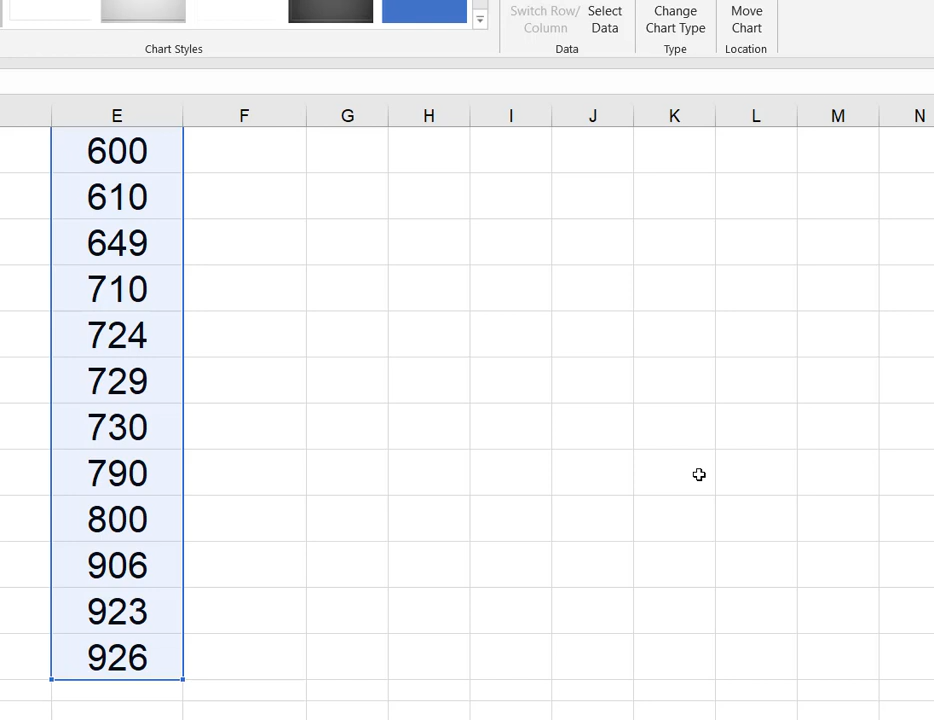 Switch Row/
Column
Select
Data
Change
Chart Type
Move
Chart
Chart Styles
Data
Type
Location
E F G H I J K L M N
600
610
649
710
724
729
730
790
800
906
923
926